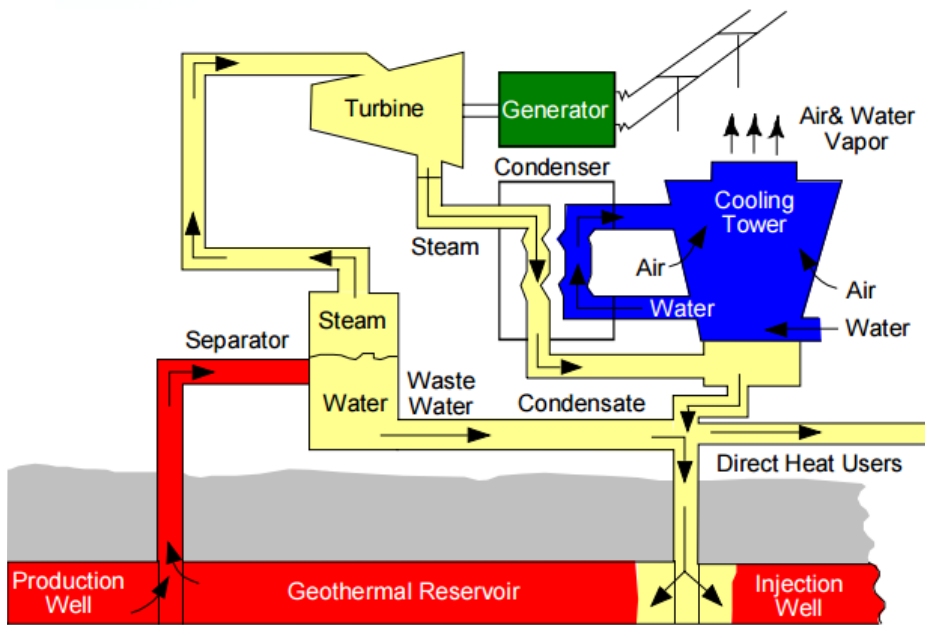 Turbine
Generator
Air& Water
Vapor
Condenser
Cooling
Tower
Steam
Air
Air
Water
Water
Steam
Separator
Water
Waste
Water
Condensate
Direct Heat Users
Production
Well
Geothermal Reservoir
Injection
Well